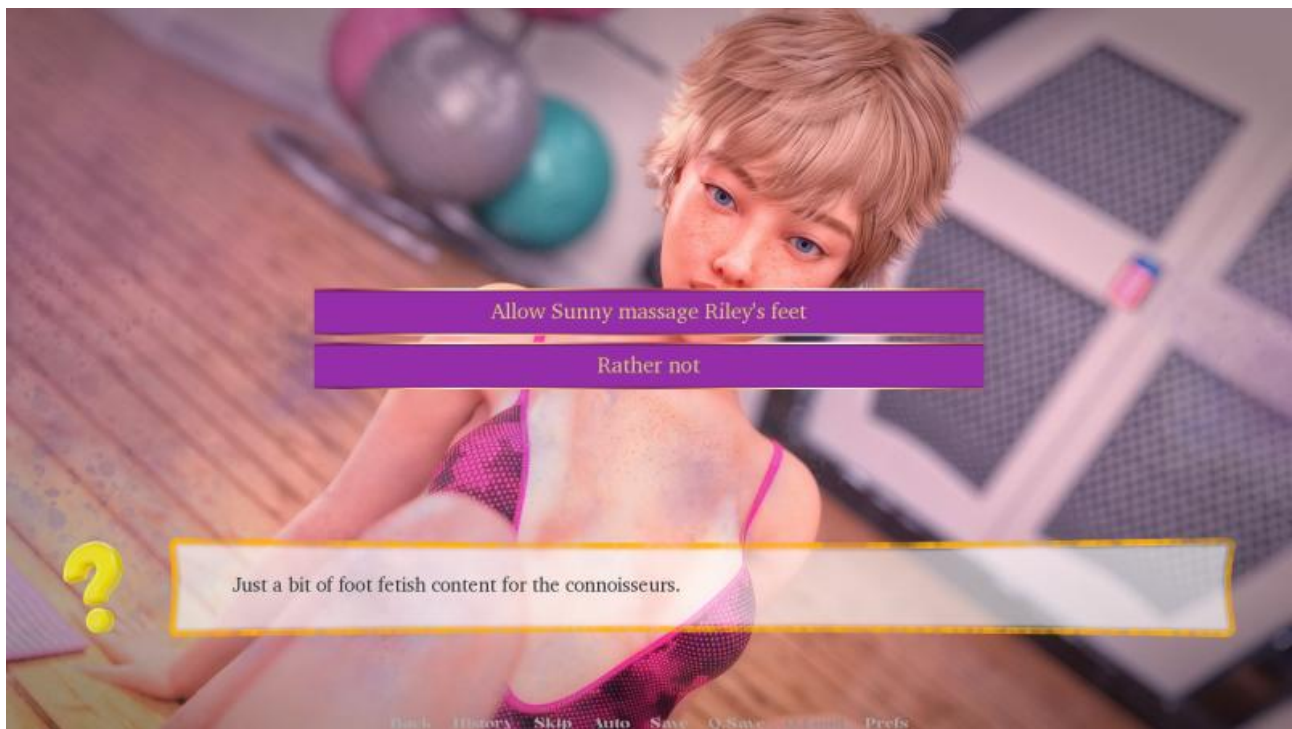 Allow Sunny massage Riley's feet
Rather not
Just a bit of foot fetish content for the connoisseurs.
Back History Skip Auto Save Q.Save Prefs